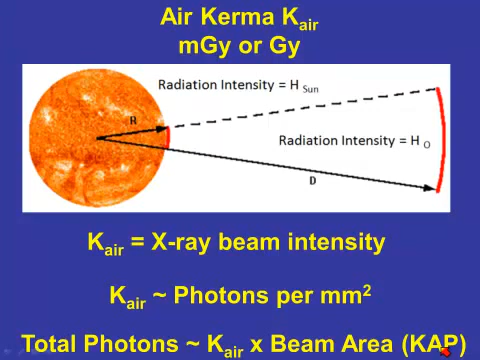 Air Kerma Kair
mGy or Gy
Radiation Intensity = H Sun
R
Radiation Intensity = H O
D
Kair = X-ray beam intensity
Kair ~ Photons per mm2
Total Photons ~ Kair x Beam Area (KAP)